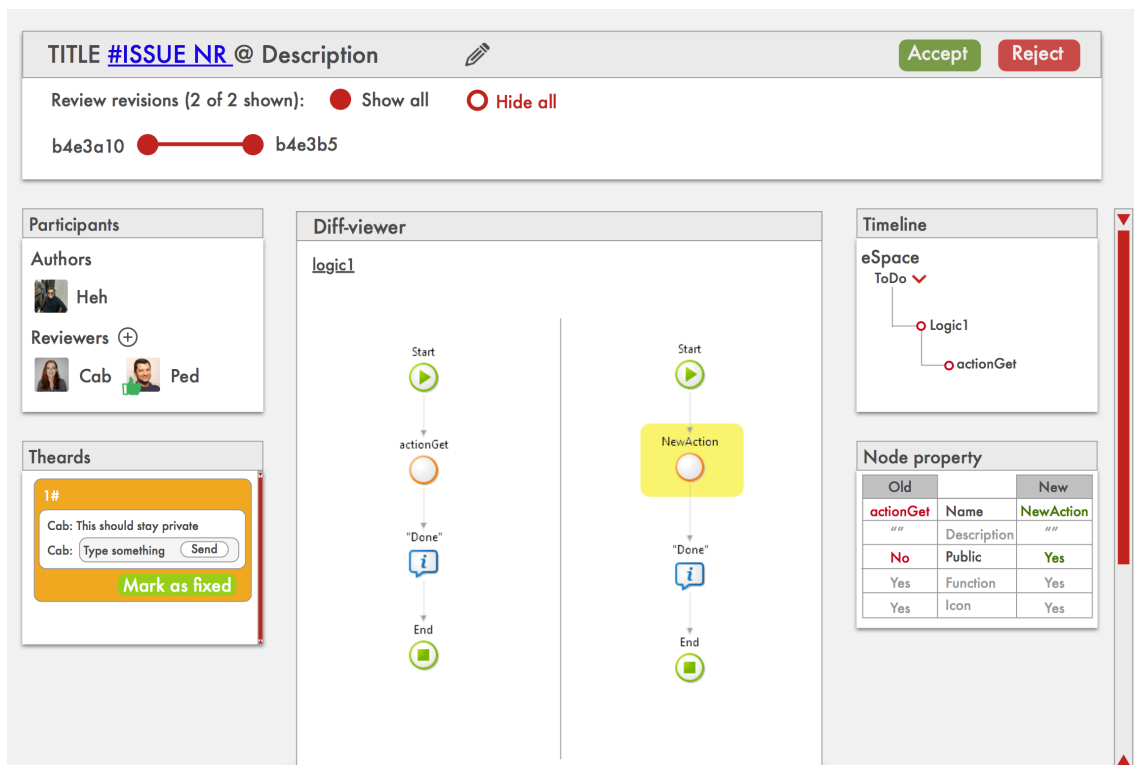 TITLE #ISSUE NR @ Description
Accept
Reject
Review revisions (2 of 2 shown):
Show all
Hide all
b4e3a10
b4e3b5
Participants
Authors
Heh
Reviewers
Cab
Ped
Theards
1#
Cab: This should stay private
Cab: Type something Send
Mark as fixed
Diff-viewer
logic1
Start
actionGet
"Done"
End
Start
NewAction
"Done"
End
Timeline
eSpace
ToDo
Logic1
actionGet
Node property
Old New
actionGet Name NewAction
"" Description ""
No Public Yes
Yes Function Yes
Yes Icon Yes